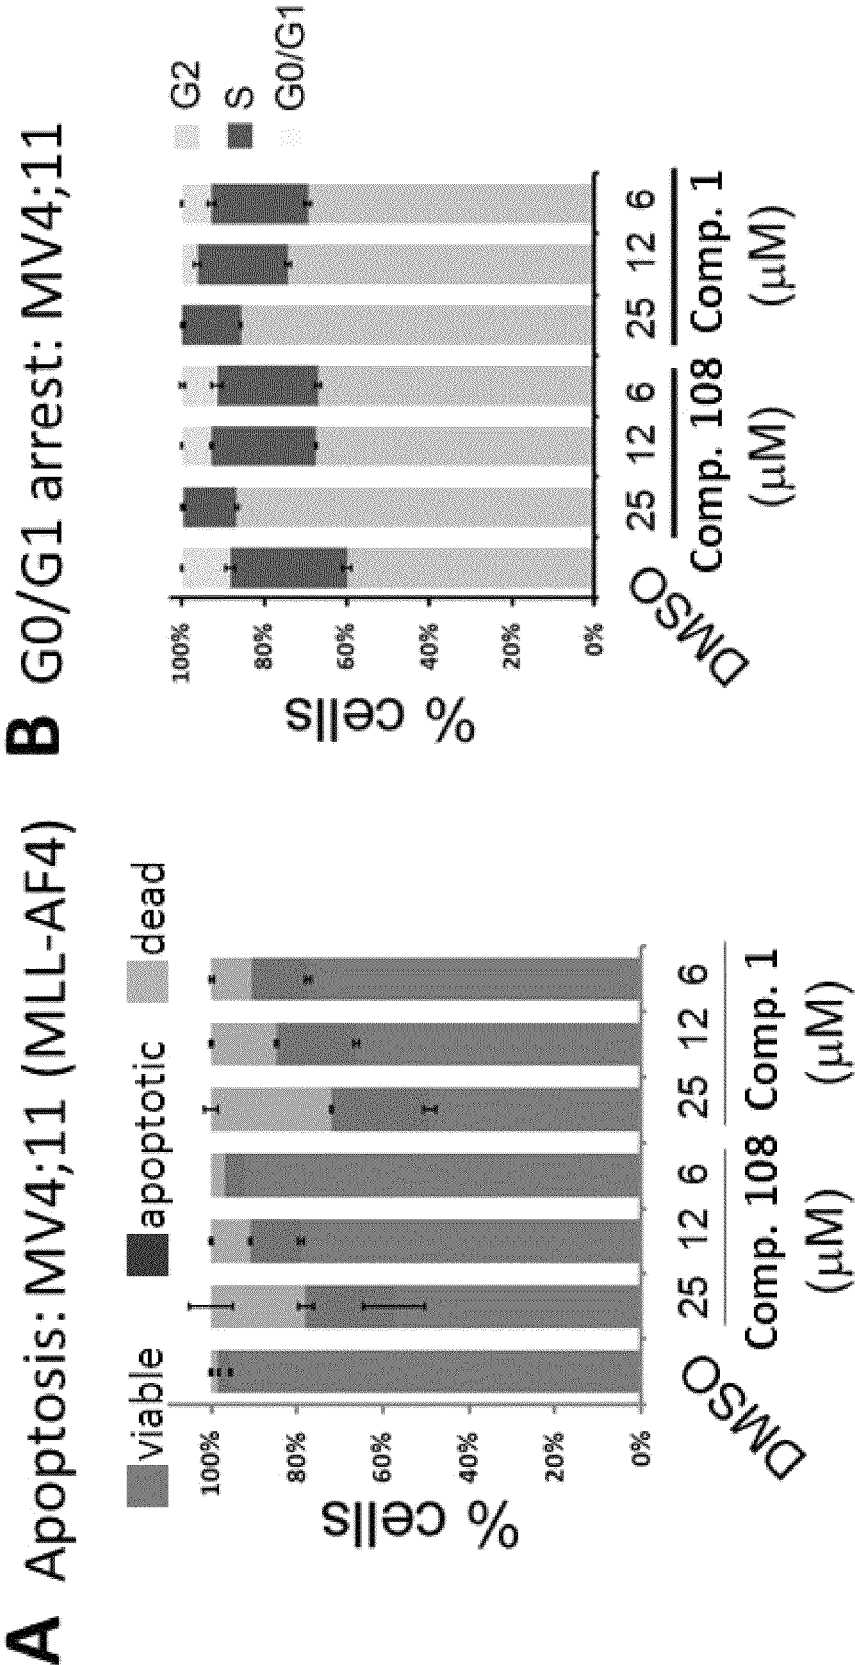 A Apoptosis: MV4;11 (MLL-AF4)
viable apoptotic dead
% cells
100%
80%
60%
40%
20%
0%
DMSO 25 12 6 25 12 6
Comp. 108 Comp. 1
(μM) (μM)
B G0/G1 arrest: MV4;11
G2
S
G0/G1
% cells
100%
80%
60%
40%
20%
0%
DMSO 25 12 6 25 12 6
Comp. 108 Comp. 1
(μM) (μM)